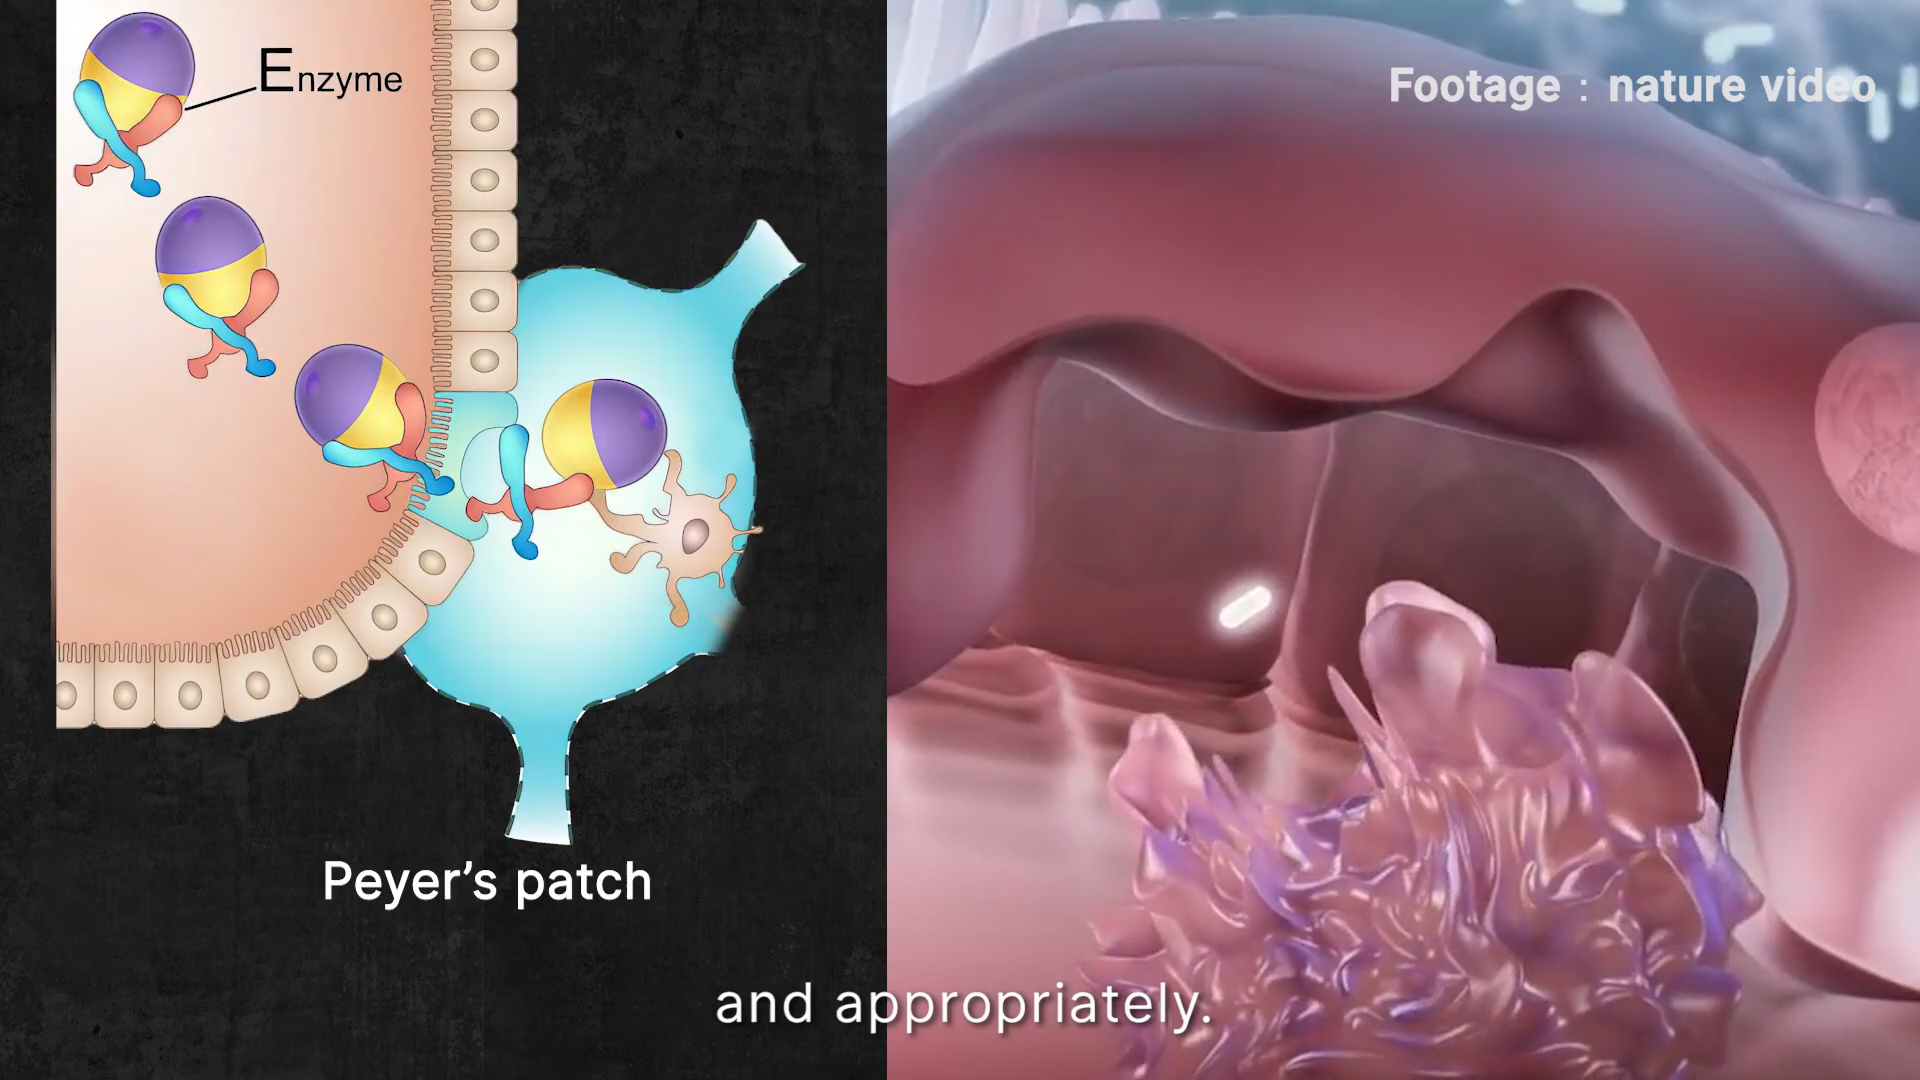 Enzyme
Footage : nature video
Peyer’s patch
and appropriately.